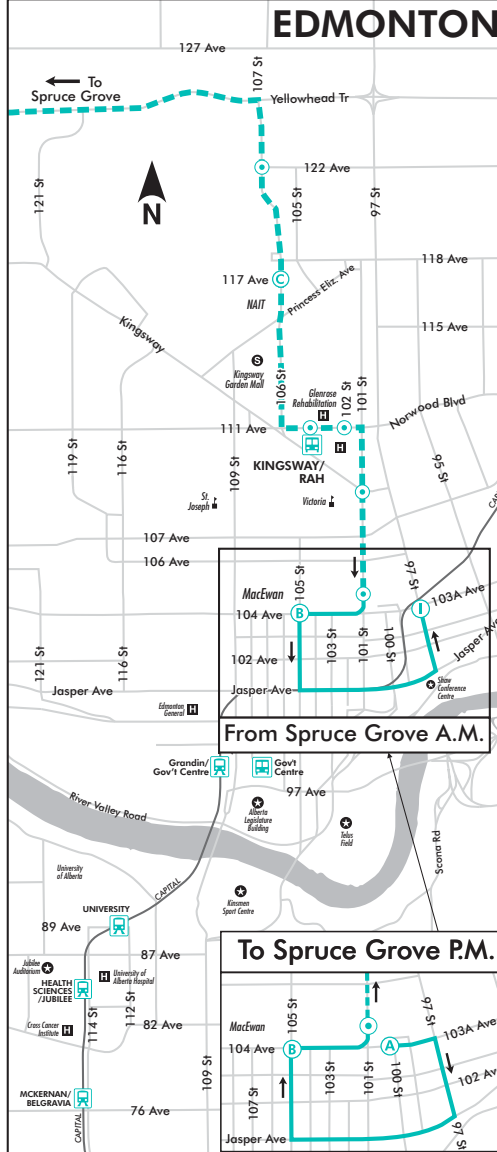 EDMONTON
127 Ave
To
Spruce Grove
107 St
Yellowhead Tr
122 Ave
121 St
N
105 St
97 St
118 Ave
117 Ave
C
NAIT
Princess Eliz. Ave
115 Ave
Kingsway
S
Kingsway
Garden Mall
106 St
Glenrose
Rehabilitation
H
102 St
101 St
Norwood Blvd
111 Ave
H
KINGSWAY/
RAH
119 St
116 St
109 St
95 St
St.
Joseph
Victoria
107 Ave
106 Ave
105 St
97 St
MacEwan
104 Ave
B
I
103A Ave
103 St
101 St
100 St
102 Ave
Jasper Ave
121 St
116 St
Jasper Ave
Jasper Ave
Shaw
Conference
Centre
Edmonton
General
H
From Spruce Grove A.M.
Grandin/
Gov't Centre
Gov't
Centre
97 Ave
River Valley Road
Alberta
Legislature
Building
Telus
Field
Scona Rd
University
of Alberta
CAPITAL
Kinsmen
Sport Centre
UNIVERSITY
89 Ave
87 Ave
Jubilee
Auditorium
H
University of
Alberta Hospital
HEALTH
SCIENCES
/JUBILEE
114 St
112 St
Cross Cancer
Institute
H
82 Ave
109 St
MCKERNAN/
BELGRAVIA
76 Ave
CAPITAL
To Spruce Grove P.M.
105 St
97 St
MacEwan
103A Ave
104 Ave
B
A
107 St
103 St
101 St
100 St
102 Ave
97 St
Jasper Ave